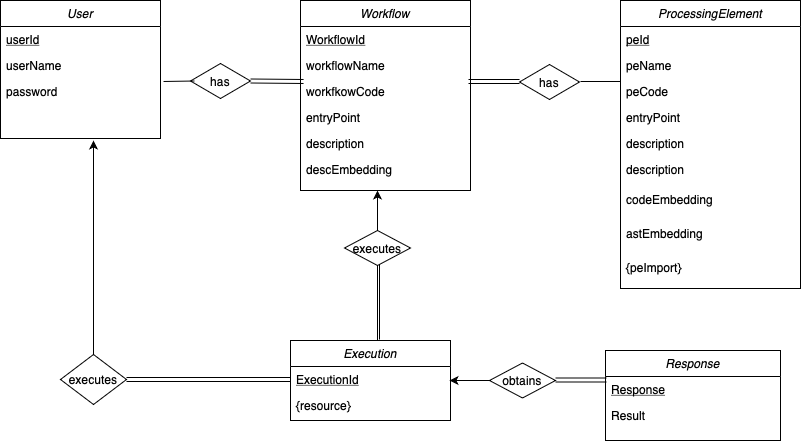 User
userId
userName
password
has
Workflow
WorkflowId
workflowName
workfkowCode
entryPoint
description
descEmbedding
has
ProcessingElement
peId
peName
peCode
entryPoint
description
description
codeEmbedding
astEmbedding
{peImport}
executes
executes
Execution
ExecutionId
{resource}
obtains
Response
Response
Result